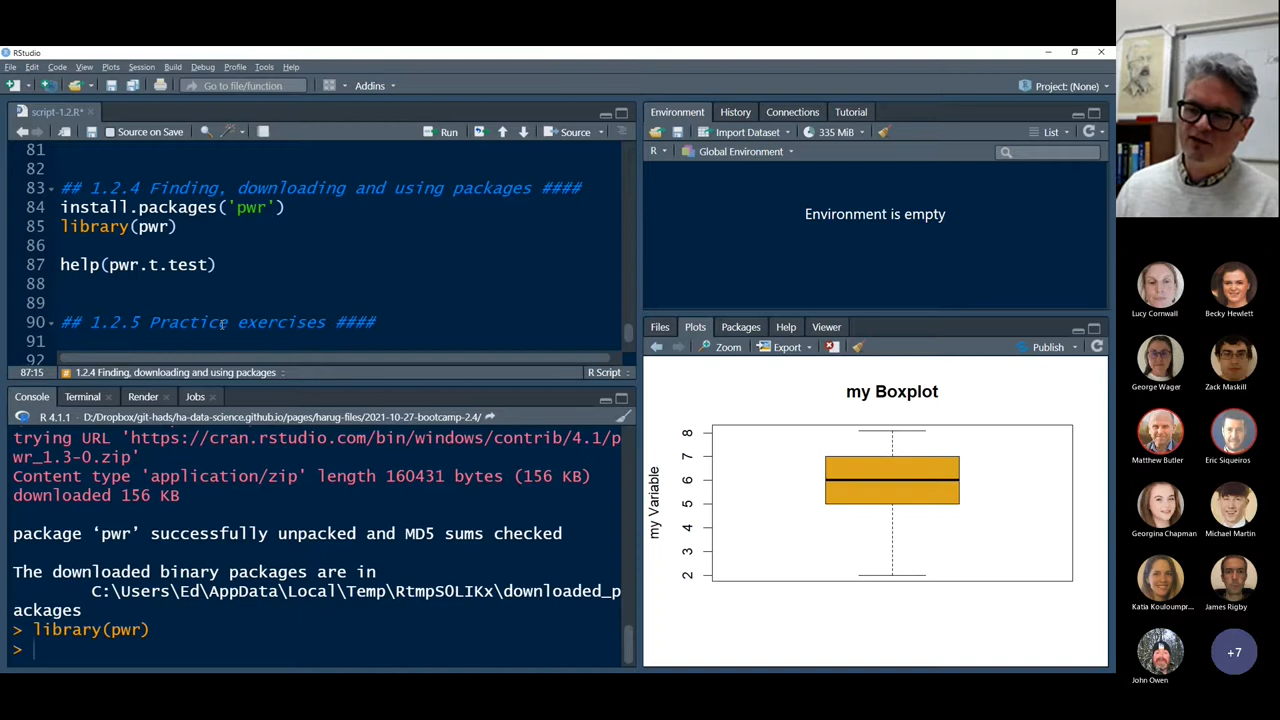 RStudio
File Edit Code View Plots Session Build Debug Profile Tools Help
Go to file/function Addins Project: (None)
script-1.2.R*
Source on Save Run Source
81
82
83 ## 1.2.4 Finding, downloading and using packages ####
84 install.packages('pwr')
85 library(pwr)
86
87 help(pwr.t.test)
88
89
90 ## 1.2.5 Practice exercises ####
91
92
87:15 1.2.4 Finding, downloading and using packages R Script
Console Terminal Render Jobs
R 4.1.1 · D:/Dropbox/git-hads/ha-data-science.github.io/pages/harug-files/2021-10-27-bootcamp-2.4/
trying URL 'https://cran.rstudio.com/bin/windows/contrib/4.1/p
wr_1.3-0.zip'
Content type 'application/zip' length 160431 bytes (156 KB)
downloaded 156 KB
package ‘pwr’ successfully unpacked and MD5 sums checked
The downloaded binary packages are in
C:\Users\Ed\AppData\Local\Temp\RtmpS0LIKx\downloaded_p
ackages
> library(pwr)
>
Environment History Connections Tutorial
Import Dataset 335 MiB List
R Global Environment
Environment is empty
Files Plots Packages Help Viewer
Zoom Export Publish
my Boxplot
my Variable
8
7
6
5
4
3
2
Lucy Cornwall Becky Hewlett
George Wager Zack Maskill
Matthew Butler Eric Siqueiros
Georgina Chapman Michael Martin
Katia Kouloumpr... James Rigby
John Owen +7